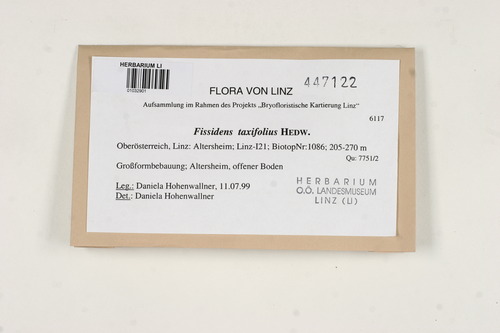 HERBARIUM LI
01032901
FLORA VON LINZ
447122
Aufsammlung im Rahmen des Projekts „Bryofloristische Kartierung Linz“
6117
Fissidens taxifolius HEDW.
Oberösterreich, Linz: Altersheim; Linz-I21; BiotopNr:1086; 205-270 m
Qu: 7751/2
Großformbebauung; Altersheim, offener Boden
Leg.: Daniela Hohenwallner, 11.07.99
Det.: Daniela Hohenwallner
HERBARIUM
O.Ö. LANDESMUSEUM
LINZ (LI)